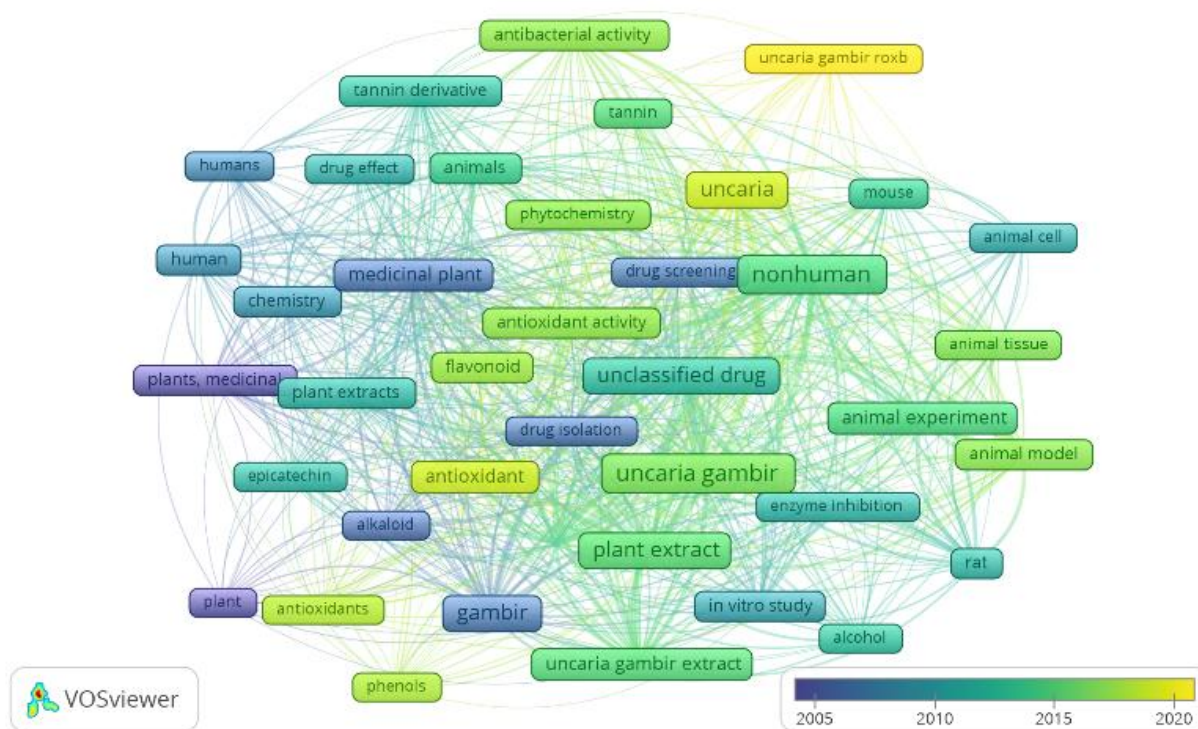 antibacterial activity
uncaria gambir roxb
tannin derivative
tannin
humans
drug effect
animals
uncaria
mouse
phytochemistry
animal cell
human
medicinal plant
drug screening
nonhuman
chemistry
antioxidant activity
animal tissue
flavonoid
unclassified drug
plants, medicinal
plant extracts
animal experiment
drug isolation
animal model
epicatechin
antioxidant
uncaria gambir
enzyme inhibition
alkaloid
plant extract
rat
plant
antioxidants
gambir
in vitro study
alcohol
uncaria gambir extract
phenols
VOSviewer
2005 2010 2015 2020